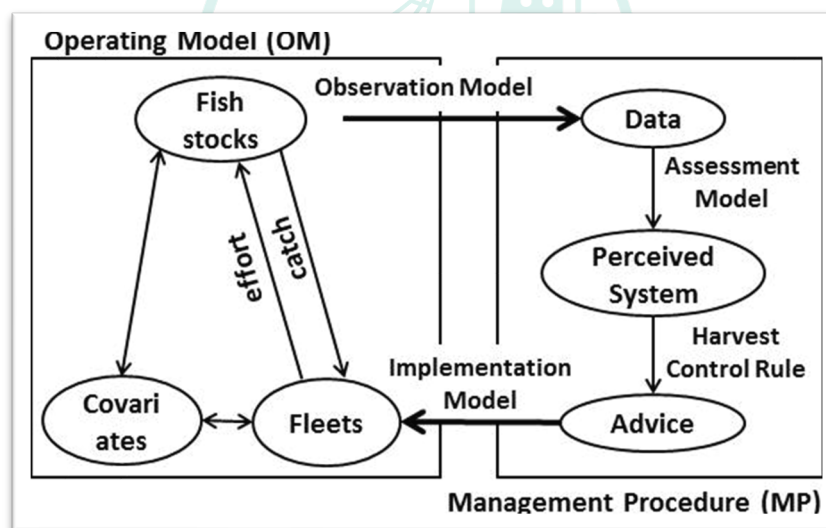 Operating Model (OM)
Fish
stocks
Observation Model
Data
Assessment
Model
effort
catch
Perceived
System
Harvest
Control Rule
Implementation
Model
Covari
ates
Fleets
Advice
Management Procedure (MP)